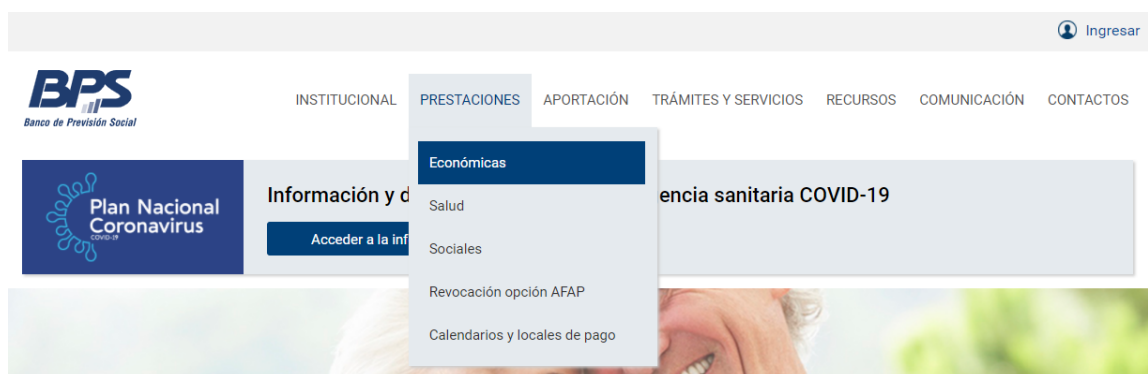 Ingresar
BPS
Banco de Previsión Social
INSTITUCIONAL PRESTACIONES APORTACIÓN TRÁMITES Y SERVICIOS RECURSOS COMUNICACIÓN CONTACTOS
Económicas
Salud
Sociales
Revocación opción AFAP
Calendarios y locales de pago
Plan Nacional
Coronavirus
COVID-19
Información y d encia sanitaria COVID-19
Acceder a la inf